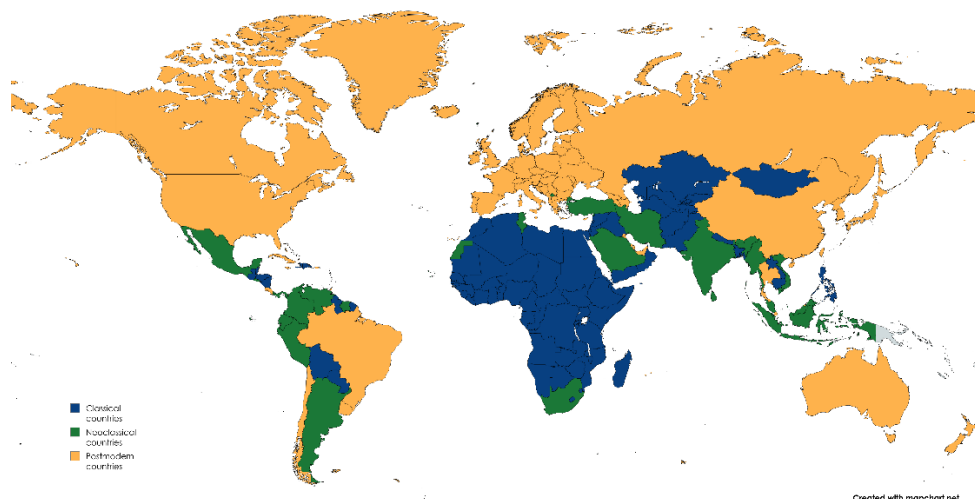 Classical
countries
Neoclassical
countries
Postmodern
countries
Created with mapchart.net